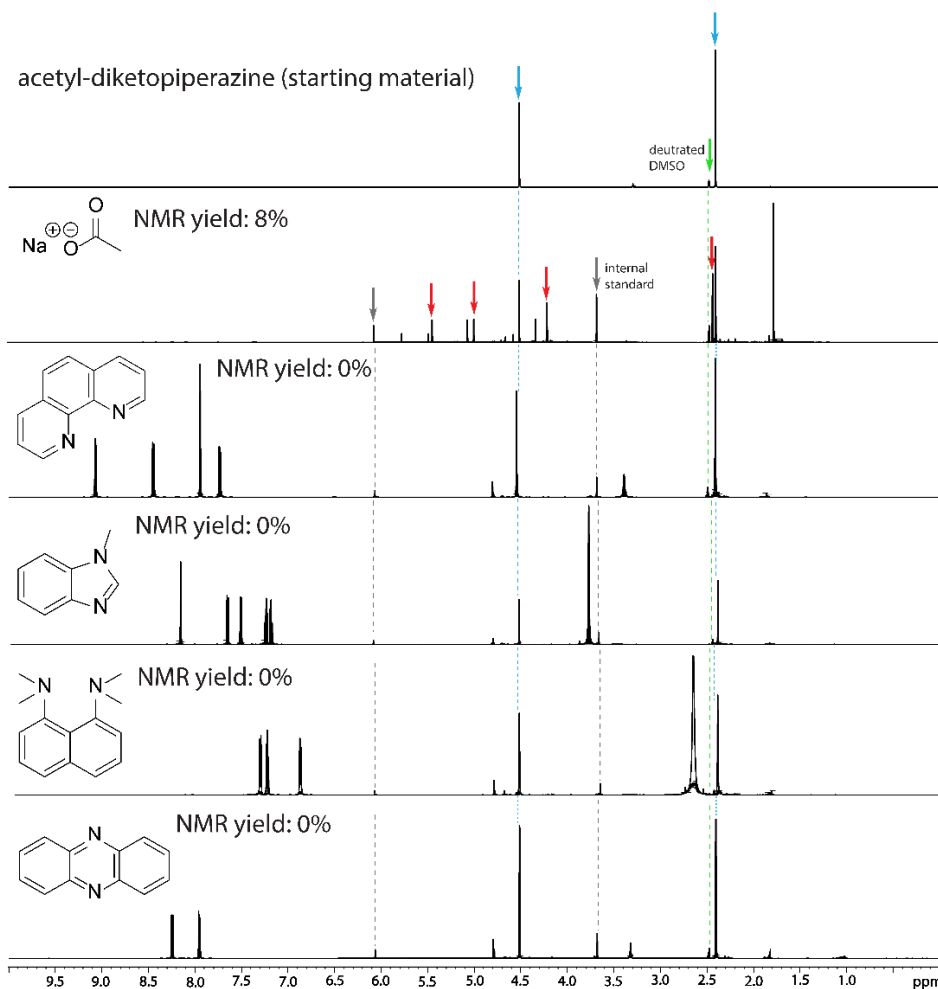 acetyl-diketopiperazine (starting material)
deutrated
DMSO
NMR yield: 8%
O
Na⊕⊖O
internal
standard
NMR yield: 0%
N
N
NMR yield: 0%
N
N
NMR yield: 0%
N N
NMR yield: 0%
N
N
9.5 9.0 8.5 8.0 7.5 7.0 6.5 6.0 5.5 5.0 4.5 4.0 3.5 3.0 2.5 2.0 1.5 1.0 ppm